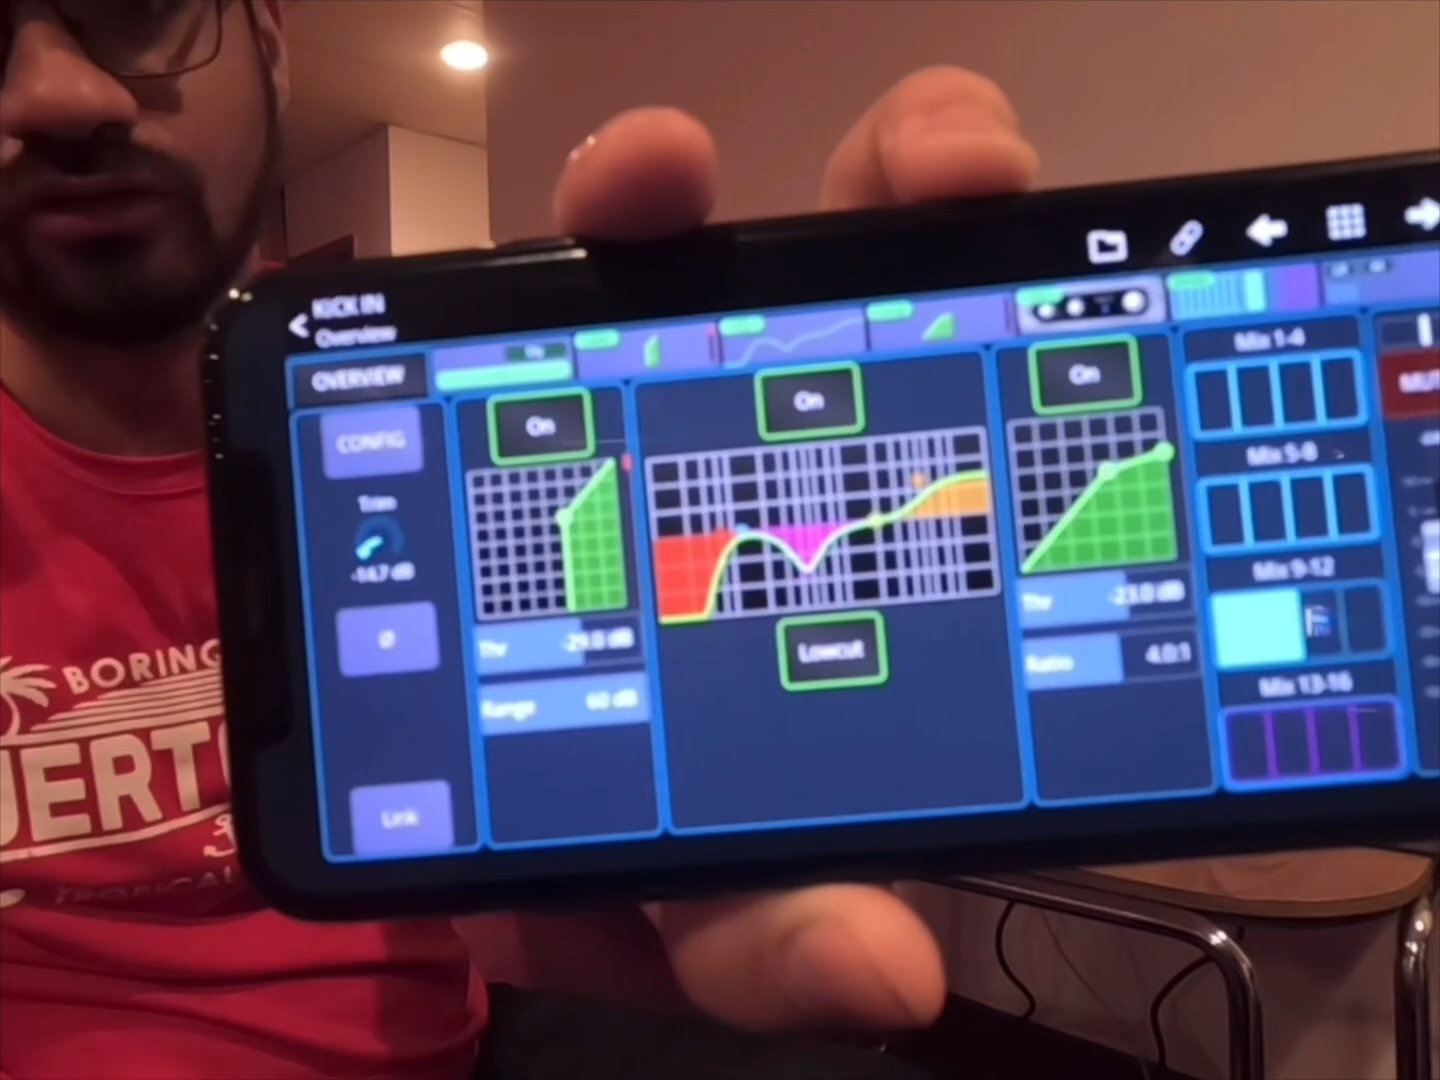 KICK IN
Overview
OVERVIEW
CONFIG
Trim
-14.7 dB
Ø
Link
On
Thr -29.0 dB
Range 60 dB
On
Lowcut
On
Thr -23.0 dB
Ratio 4.0:1
Mix 1-4
Mix 5-8
Mix 9-12
Mix 13-16
MUT
BORING
UERTO
TROPICAL